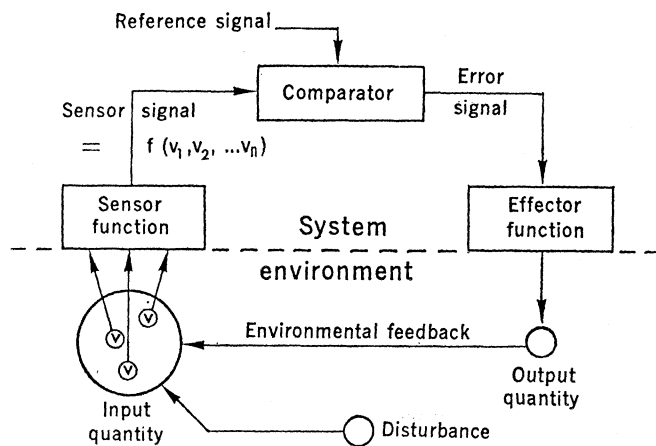 Reference signal
Comparator
Error
signal
Sensor signal
= f (v₁, v₂, ...vₙ)
Sensor
function
System
Effector
function
environment
v
v
v
Environmental feedback
Input
quantity
Output
quantity
Disturbance